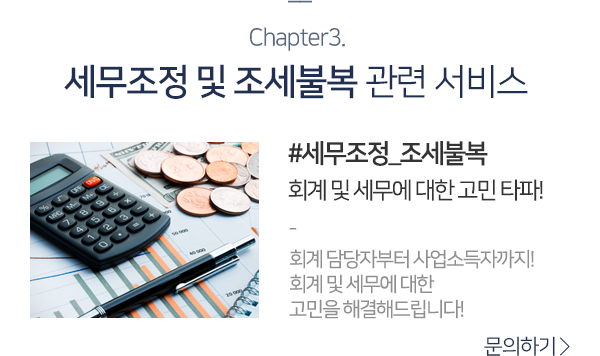 Chapter3.
세무조정 및 조세불복 관련 서비스
#세무조정_조세불복
회계 및 세무에 대한 고민 타파!
-
회계 담당자부터 사업소득자까지!
회계 및 세무에 대한
고민을 해결해드립니다!
문의하기 >